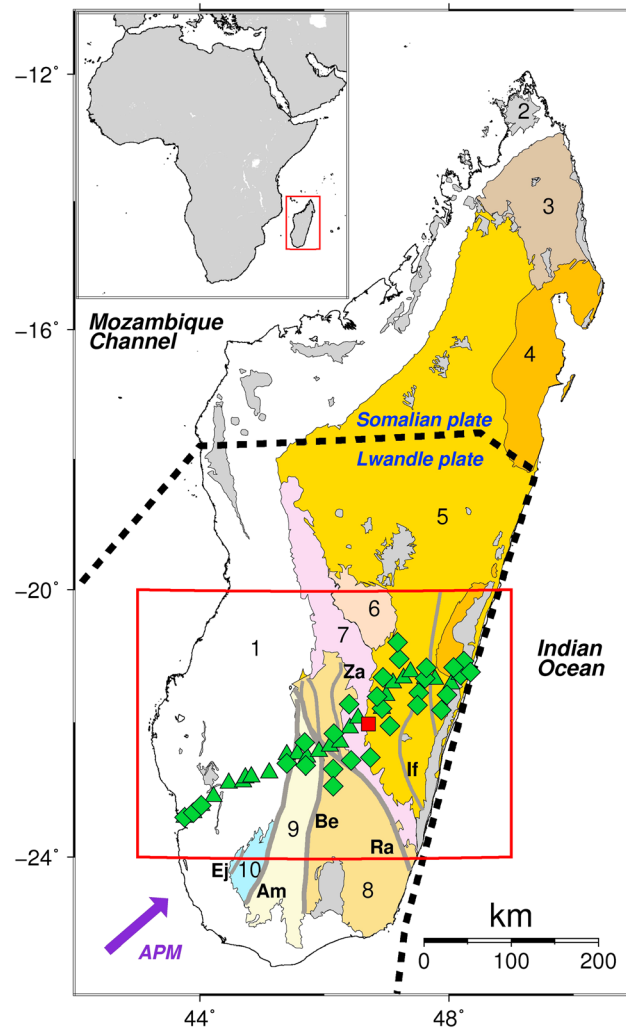 −12˚
2
3
−16˚
Mozambique
Channel
4
Somalian plate
Lwandle plate
5
−20˚
6
1
7
Indian
Ocean
Za
If
9
Be
Ra
−24˚
Ej
10
Am
8
APM
km
0 100 200
44˚ 48˚